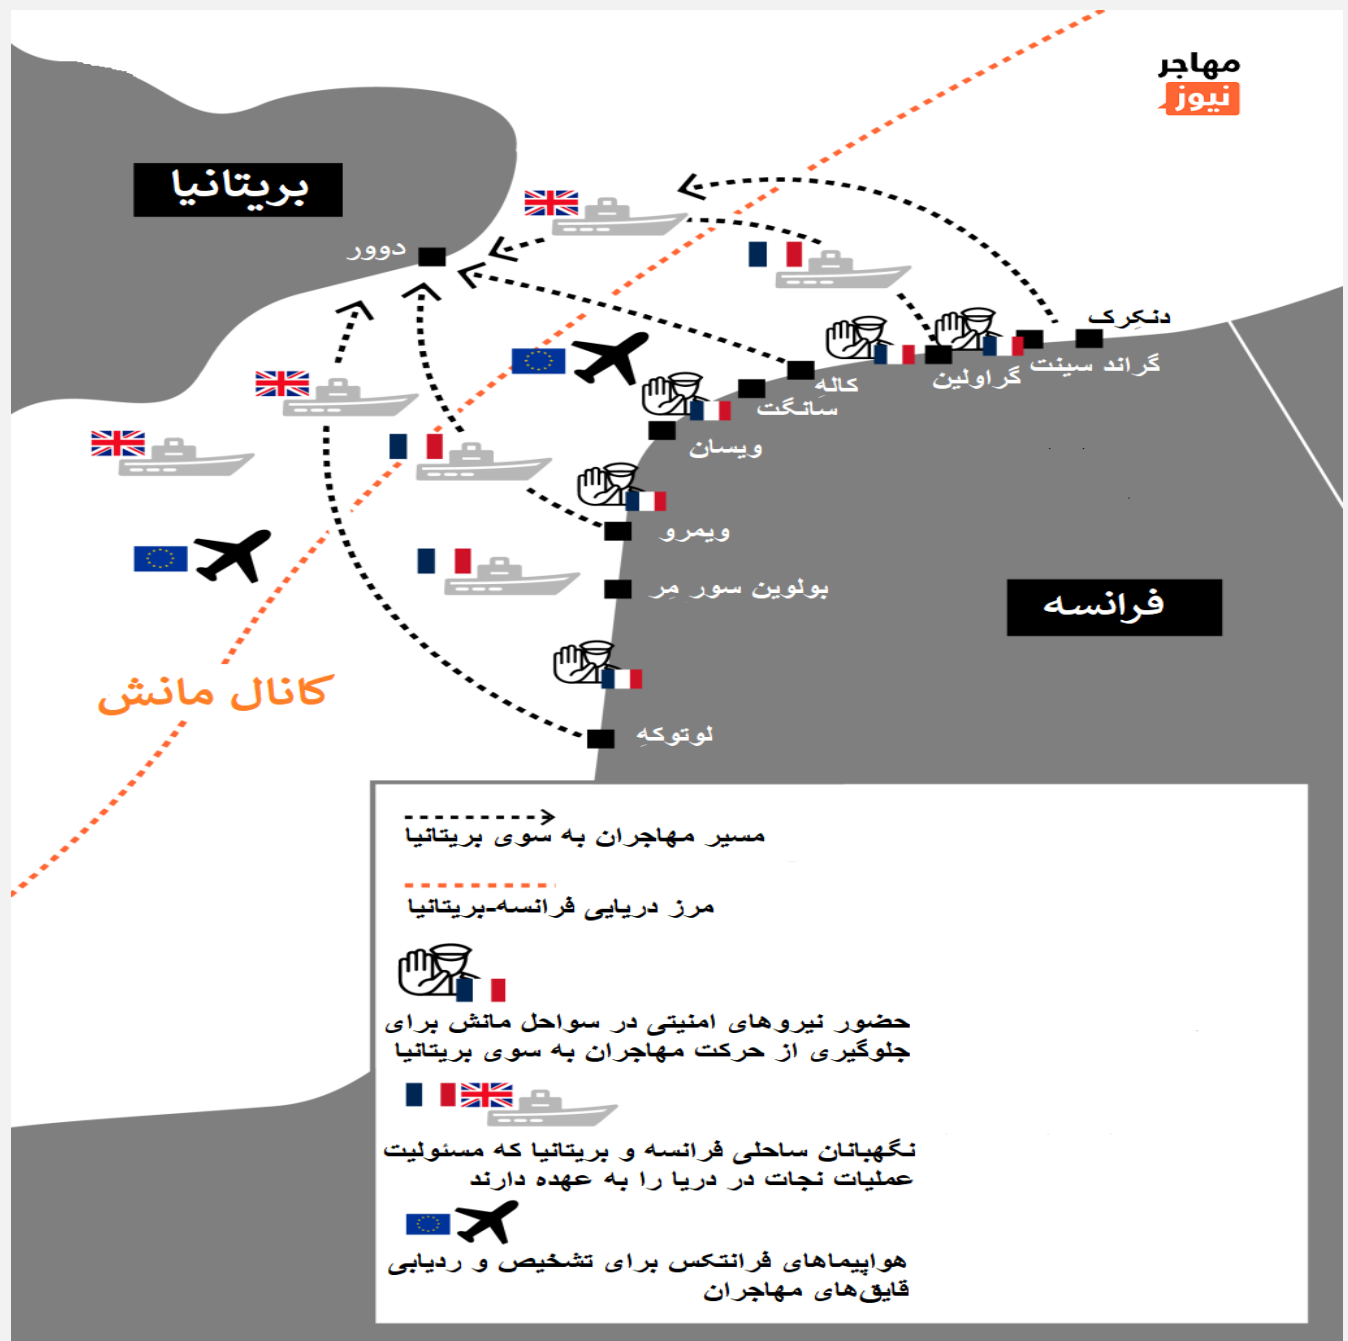 مهاجر
نیوز
بریتانیا
دوور
دنکِرک
گراند سینت
گراولین
کالهِ
سانگت
ویسان
ویمرو
بولوین سور مِر
فرانسه
کانال مانش
لوتوکهِ
مسیر مهاجران به سوی بریتانیا
مرز دریایی فرانسه-بریتانیا
حضور نیروهای امنیتی در سواحل مانش برای
جلوگیری از حرکت مهاجران به سوی بریتانیا
نگهبانان ساحلی فرانسه و بریتانیا که مسئولیت
عملیات نجات در دریا را به عهده دارند
هواپیماهای فرانتکس برای تشخیص و ردیابی
قایق‌های مهاجران